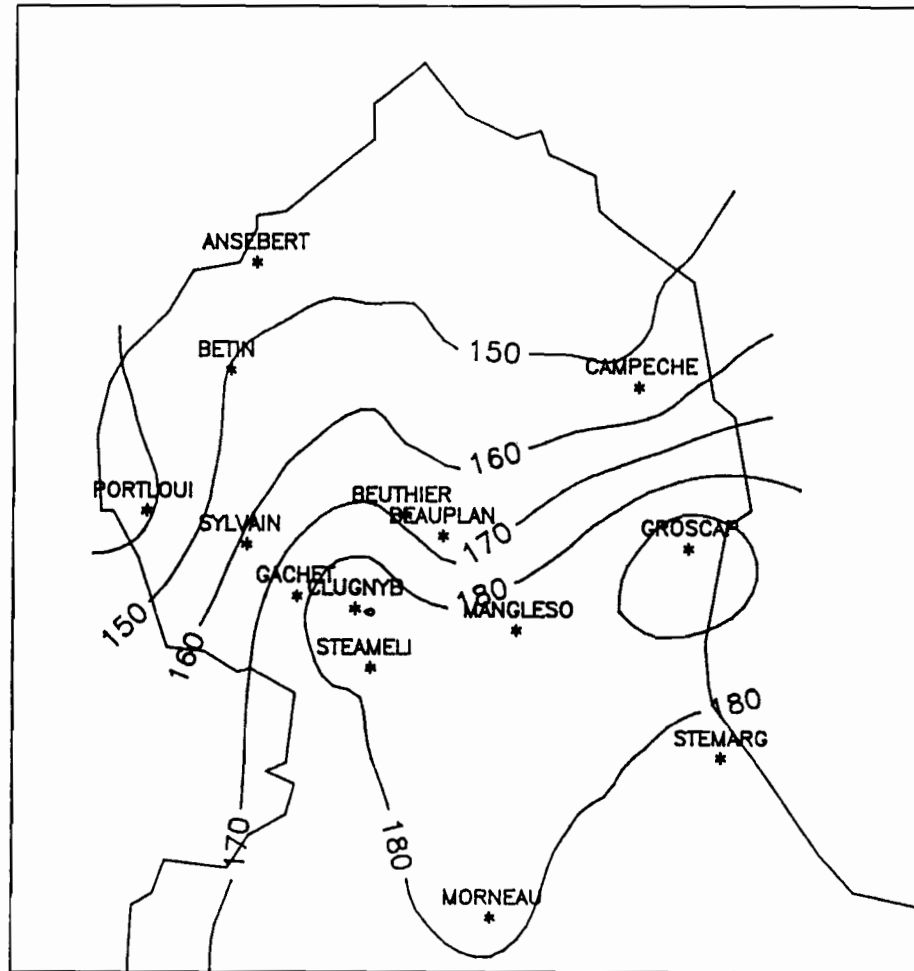 ANSEBERT
BETIN
150
CAMPECHE
160
PORTLOUI
BEUTHIER
BEAUPLAN
SYLVAIN
170
GROSCAP
GACHET
CLUGNYB
180
MANGLESO
150
160
STEAMELI
180
STEMARG
170
180
MORNEAU